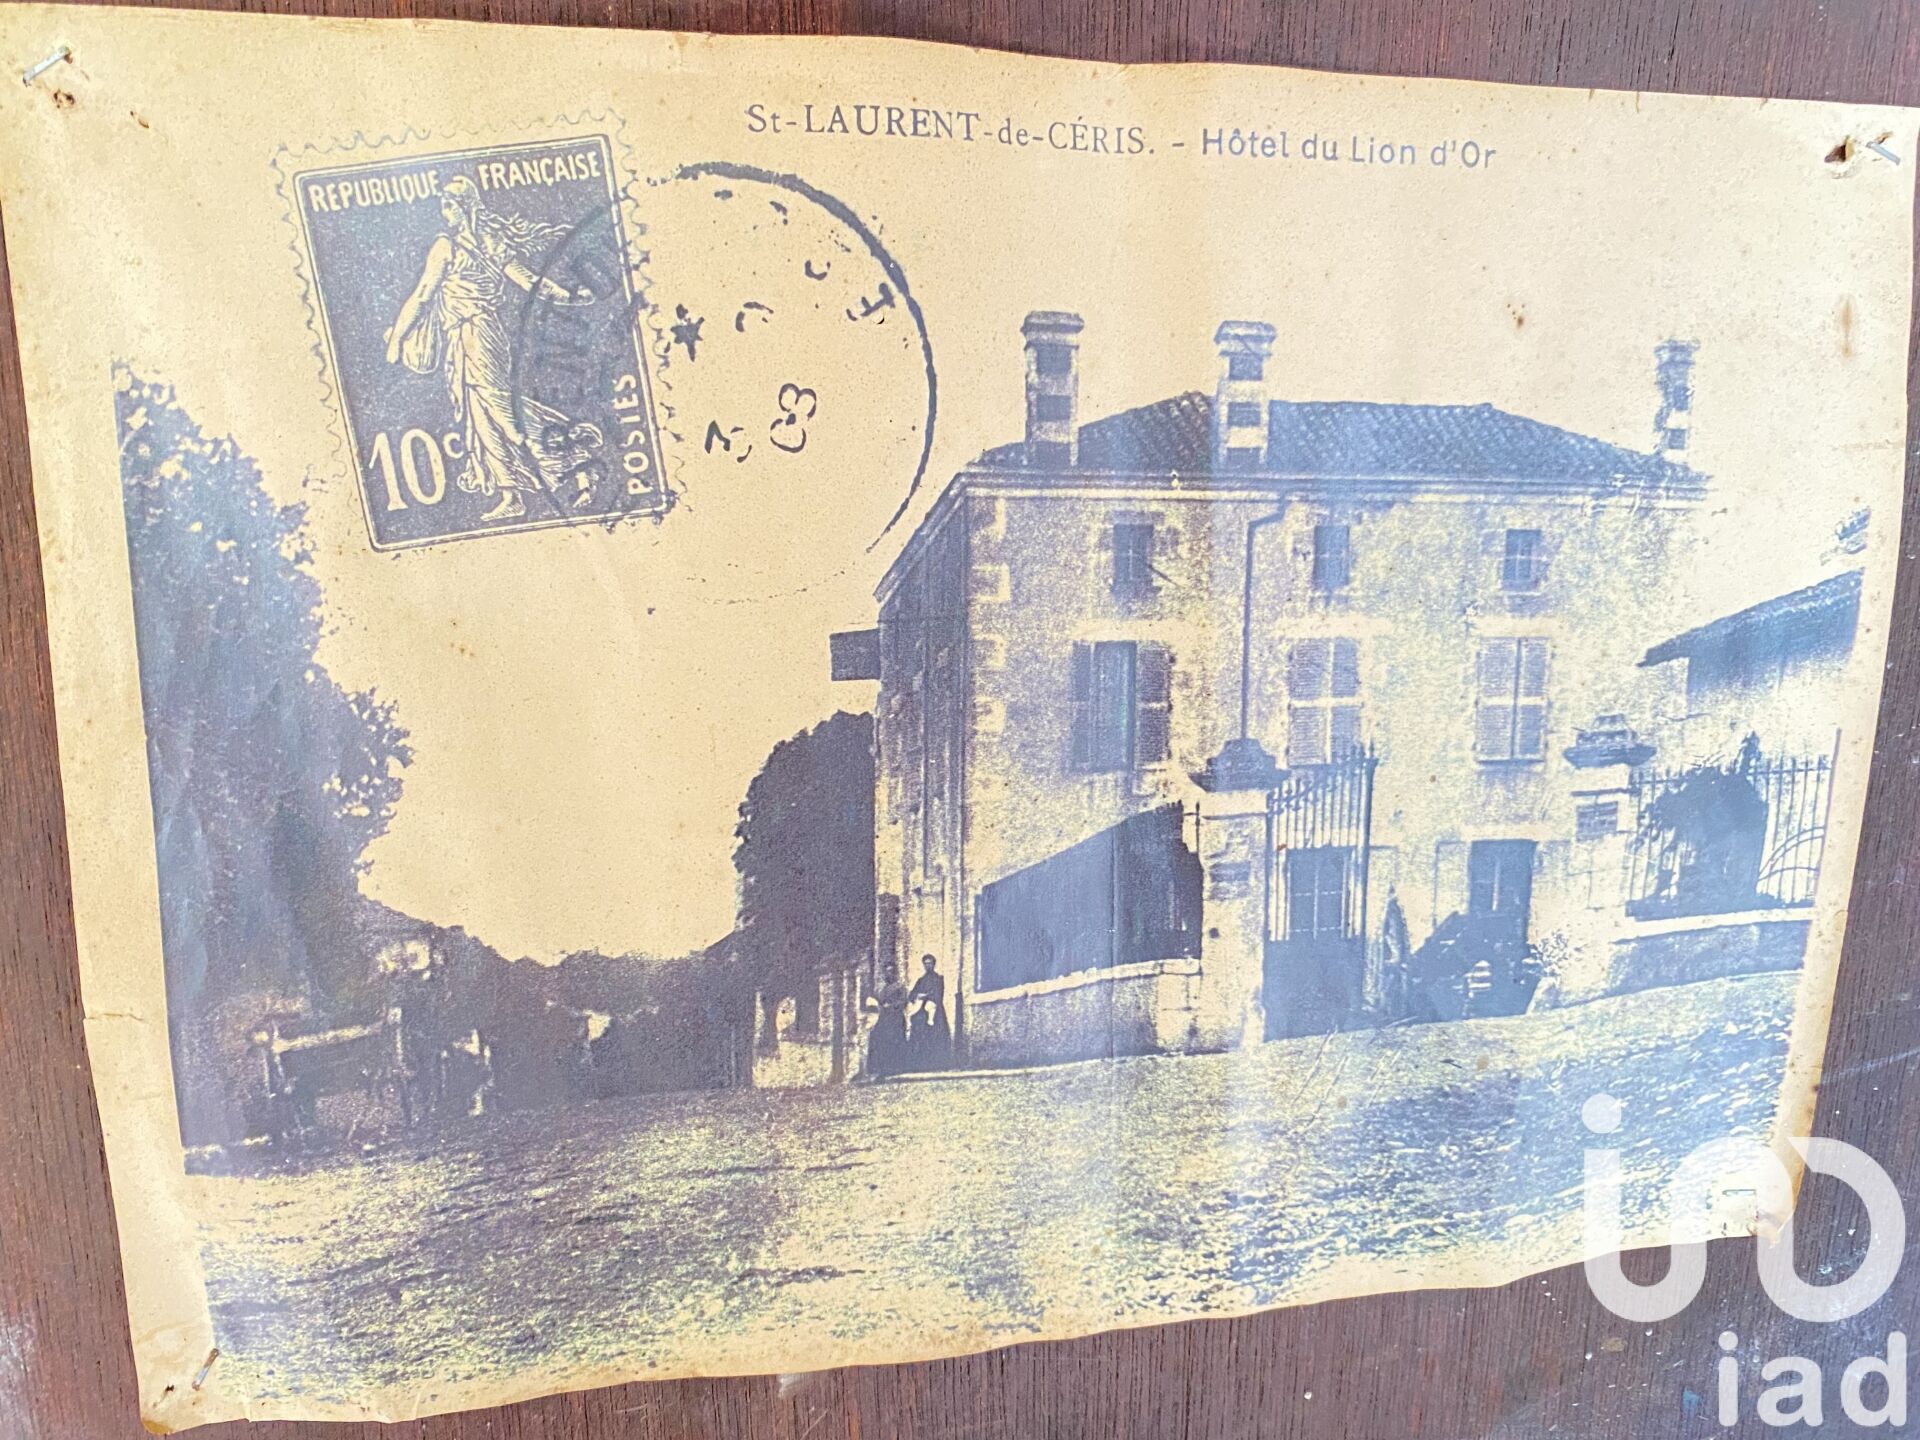 St-LAURENT-de-CÉRIS. - Hôtel du Lion d'Or
REPUBLIQUE FRANÇAISE
10c
POSTES
iad